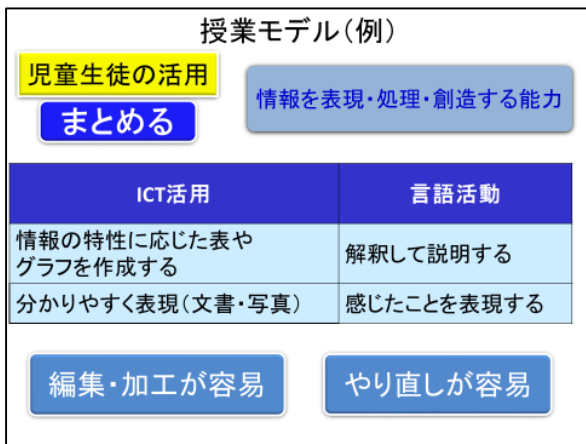 授業モデル（例）
児童生徒の活用
まとめる
情報を表現・処理・創造する能力
ICT活用
言語活動
情報の特性に応じた表や
グラフを作成する
解釈して説明する
分かりやすく表現（文書・写真）
感じたことを表現する
編集・加工が容易
やり直しが容易